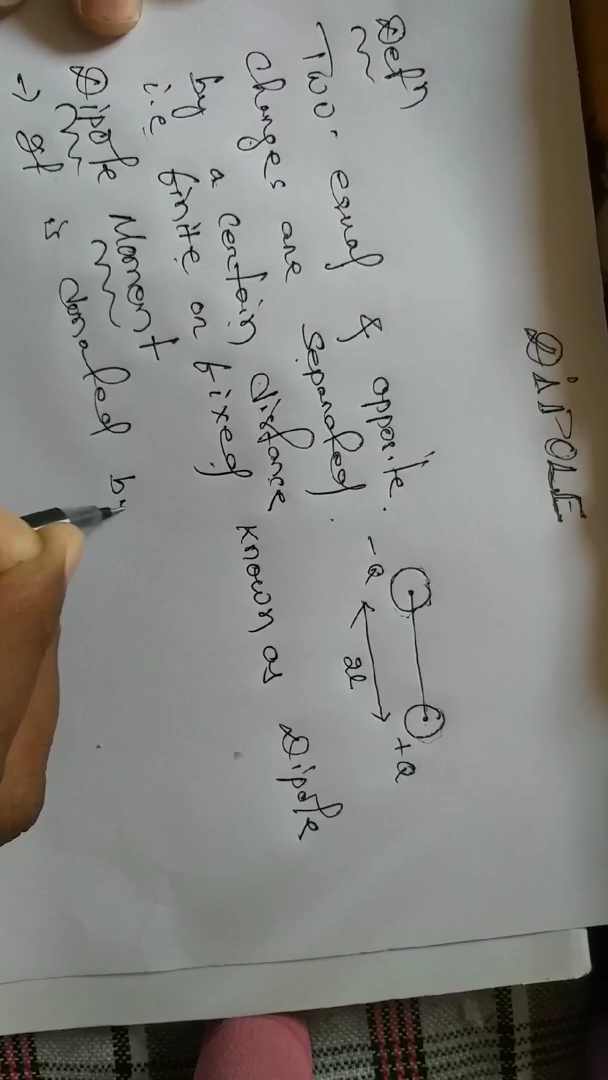 DIPOLE
Defn
Two equal & opposite.
Charges are separated
by a certain distance known as Dipole
i.e finite or fixed
-Q +Q
2l
Dipole Moment
→ It is donated by